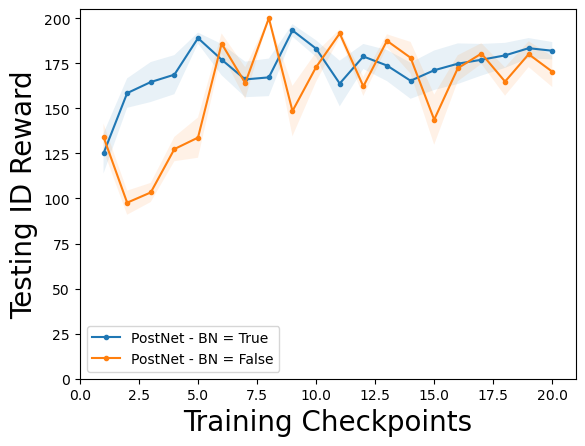 Testing ID Reward
200
175
150
125
100
75
50
25
0
PostNet - BN = True
PostNet - BN = False
0.0 2.5 5.0 7.5 10.0 12.5 15.0 17.5 20.0
Training Checkpoints